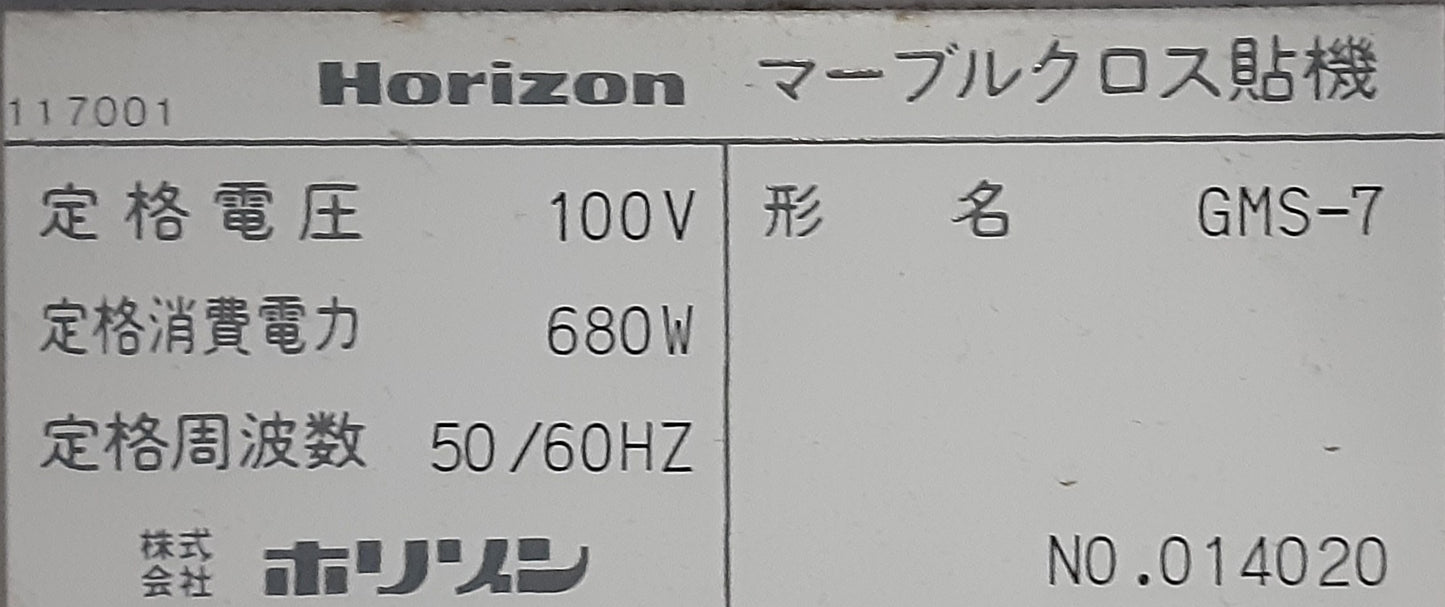 117001 Horizon マーブルクロス貼機
定格電圧 100V
形名 GMS-7
定格消費電力 680W
定格周波数 50/60HZ
株式会社 ホリゾン
NO.014020